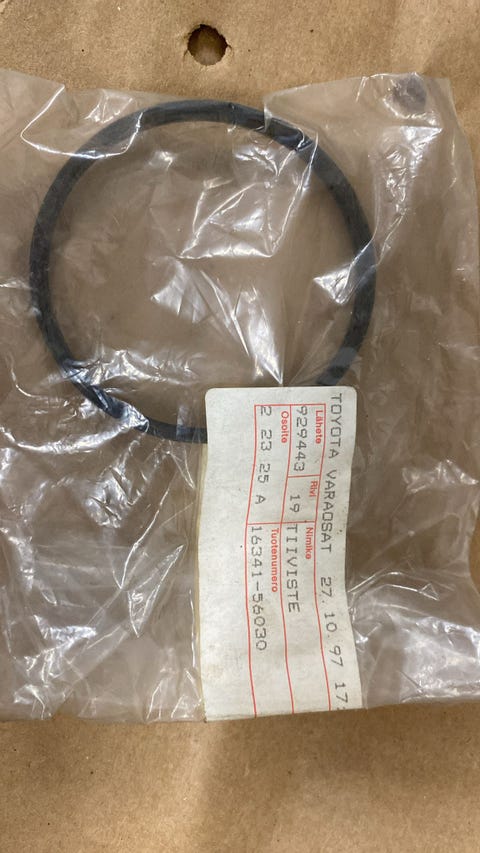 TOYOTA VARAOSAT 27.10.97 17:
Lähete Rivi Nimike
929443 19 TIIVISTE
Osoite Tuotenumero
2 23 25 A 16341-56030